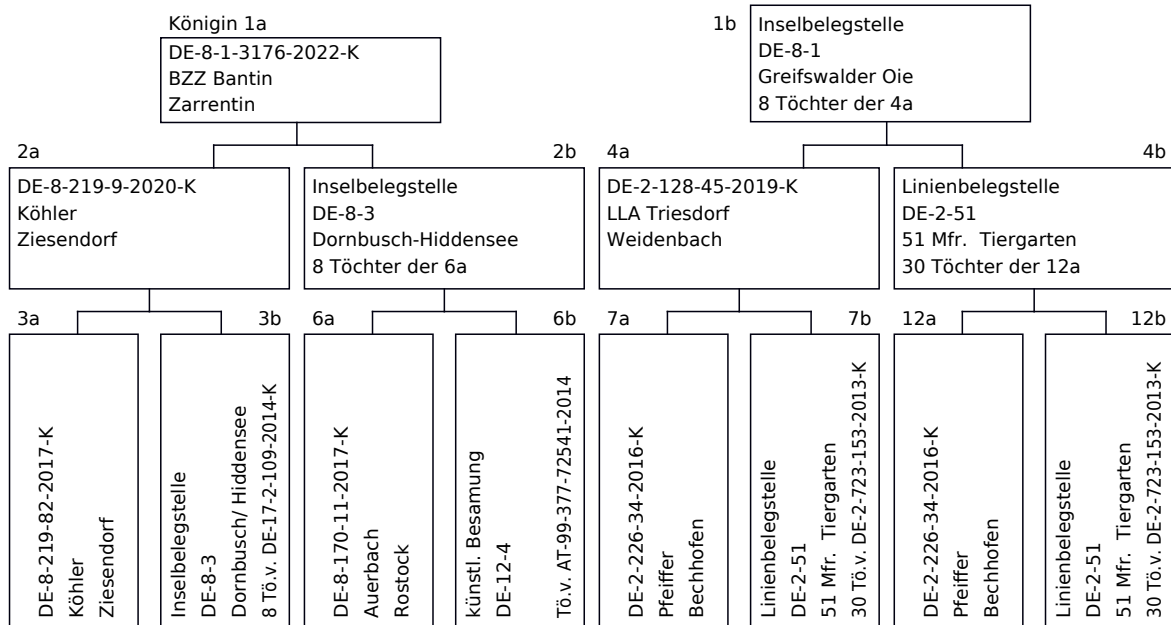 Königin 1a
DE-8-1-3176-2022-K
BZZ Bantin
Zarrentin
1b
Inselbelegstelle
DE-8-1
Greifswalder Oie
8 Töchter der 4a
2a
DE-8-219-9-2020-K
Köhler
Ziesendorf
2b
Inselbelegstelle
DE-8-3
Dornbusch-Hiddensee
8 Töchter der 6a
4a
DE-2-128-45-2019-K
LLA Triesdorf
Weidenbach
4b
Linienbelegstelle
DE-2-51
51 Mfr. Tiergarten
30 Töchter der 12a
3a
DE-8-219-82-2017-K
Köhler
Ziesendorf
3b
Inselbelegstelle
DE-8-3
Dornbusch/ Hiddensee
8 Tö.v. DE-17-2-109-2014-K
6a
DE-8-170-11-2017-K
Auerbach
Rostock
6b
künstl. Besamung
DE-12-4
Tö.v. AT-99-377-72541-2014
7a
DE-2-226-34-2016-K
Pfeiffer
Bechhofen
7b
Linienbelegstelle
DE-2-51
51 Mfr. Tiergarten
30 Tö.v. DE-2-723-153-2013-K
12a
DE-2-226-34-2016-K
Pfeiffer
Bechhofen
12b
Linienbelegstelle
DE-2-51
51 Mfr. Tiergarten
30 Tö.v. DE-2-723-153-2013-K